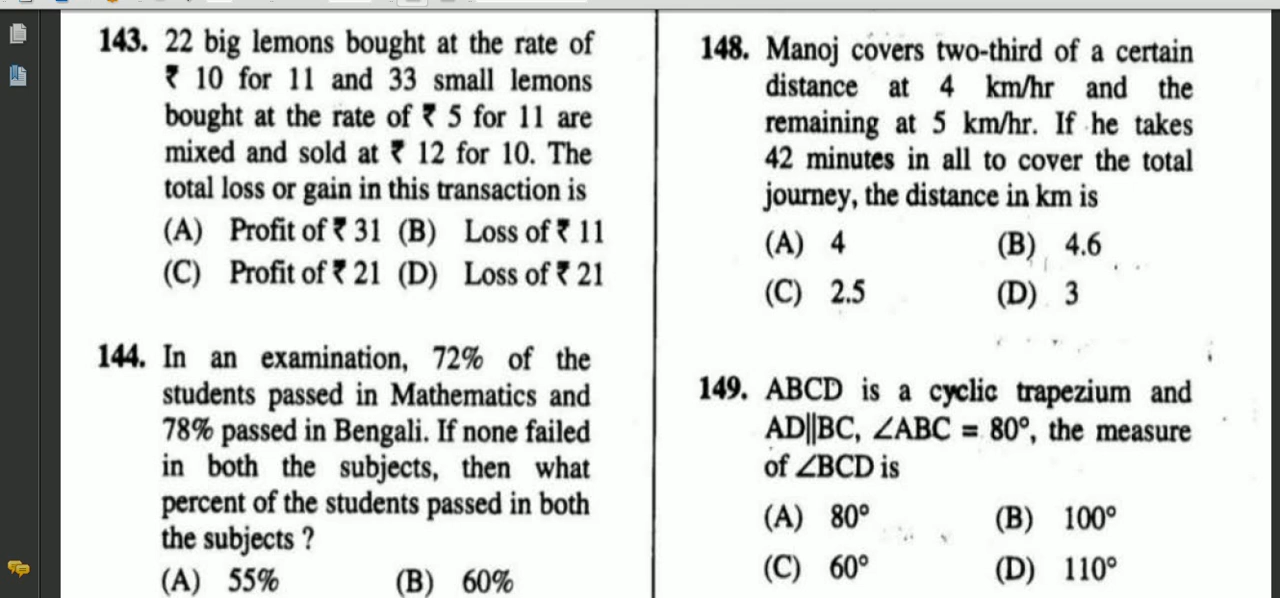 143. 22 big lemons bought at the rate of
₹ 10 for 11 and 33 small lemons
bought at the rate of ₹ 5 for 11 are
mixed and sold at ₹ 12 for 10. The
total loss or gain in this transaction is
(A) Profit of ₹ 31 (B) Loss of ₹ 11
(C) Profit of ₹ 21 (D) Loss of ₹ 21
144. In an examination, 72% of the
students passed in Mathematics and
78% passed in Bengali. If none failed
in both the subjects, then what
percent of the students passed in both
the subjects ?
(A) 55% (B) 60%
148. Manoj covers two-third of a certain
distance at 4 km/hr and the
remaining at 5 km/hr. If he takes
42 minutes in all to cover the total
journey, the distance in km is
(A) 4 (B) 4.6
(C) 2.5 (D) 3
149. ABCD is a cyclic trapezium and
AD||BC, ∠ABC = 80°, the measure
of ∠BCD is
(A) 80° (B) 100°
(C) 60° (D) 110°